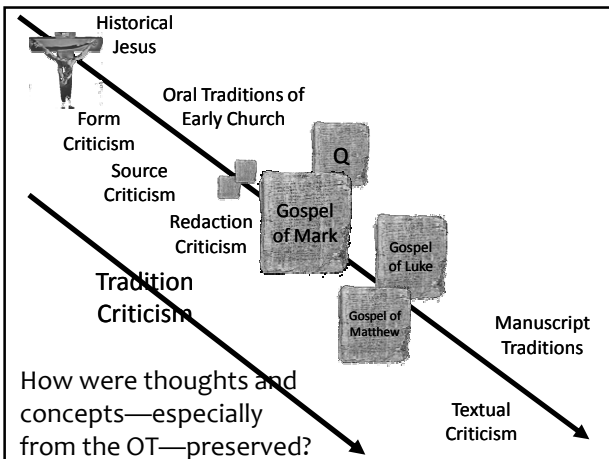 Historical
Jesus
Oral Traditions of
Early Church
Form
Criticism
Source
Criticism
Redaction
Criticism
Q
Gospel
of Mark
Gospel
of Luke
Gospel of
Matthew
Tradition
Criticism
Manuscript
Traditions
Textual
Criticism
How were thoughts and
concepts—especially
from the OT—preserved?